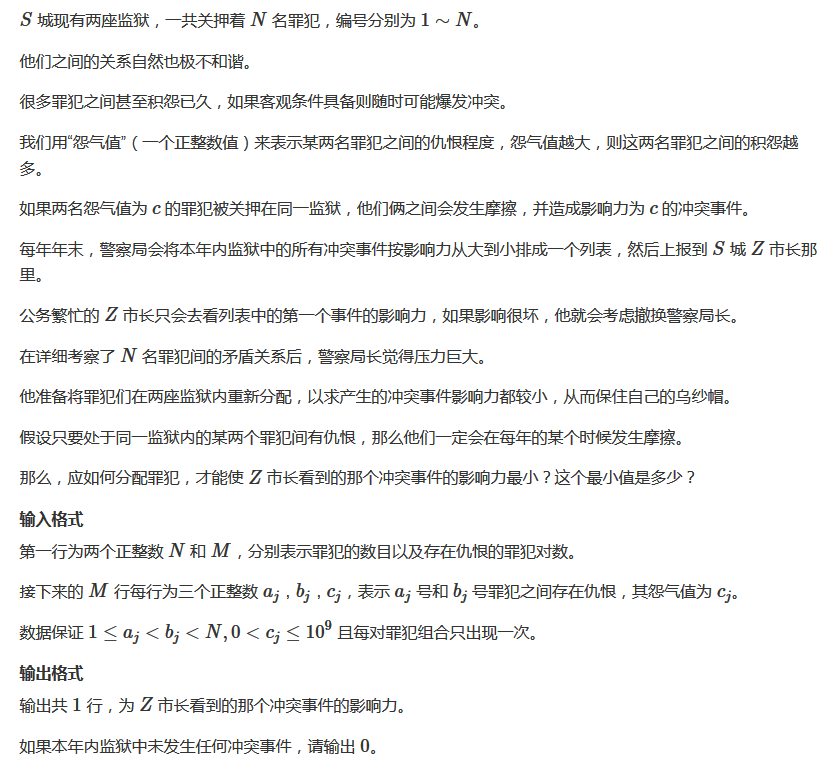 S 城现有两座监狱，一共关押着 N 名罪犯，编号分别为 1 ∼ N。
他们之间的关系自然也极不和谐。
很多罪犯之间甚至积怨已久，如果客观条件具备则随时可能爆发冲突。
我们用“怨气值”（一个正整数值）来表示某两名罪犯之间的仇恨程度，怨气值越大，则这两名罪犯之间的积怨越
多。
如果两名怨气值为 c 的罪犯被关押在同一监狱，他们俩之间会发生摩擦，并造成影响力为 c 的冲突事件。
每年年末，警察局会将本年内监狱中的所有冲突事件按影响力从大到小排成一个列表，然后上报到 S 城 Z 市长那
里。
公务繁忙的 Z 市长只会去看列表中的第一个事件的影响力，如果影响很坏，他就会考虑撤换警察局长。
在详细考察了 N 名罪犯间的矛盾关系后，警察局长觉得压力巨大。
他准备将罪犯们在两座监狱内重新分配，以求产生的冲突事件影响力都较小，从而保住自己的乌纱帽。
假设只要处于同一监狱内的某两个罪犯间有仇恨，那么他们一定会在每年的某个时候发生摩擦。
那么，应如何分配罪犯，才能使 Z 市长看到的那个冲突事件的影响力最小？这个最小值是多少？
输入格式
第一行为两个正整数 N 和 M，分别表示罪犯的数目以及存在仇恨的罪犯对数。
接下来的 M 行每行为三个正整数 a_j，b_j，c_j，表示 a_j 号和 b_j 号罪犯之间存在仇恨，其怨气值为 c_j。
数据保证 1 ≤ a_j < b_j < N, 0 < c_j ≤ 10^9 且每对罪犯组合只出现一次。
输出格式
输出共 1 行，为 Z 市长看到的那个冲突事件的影响力。
如果本年内监狱中未发生任何冲突事件，请输出 0。